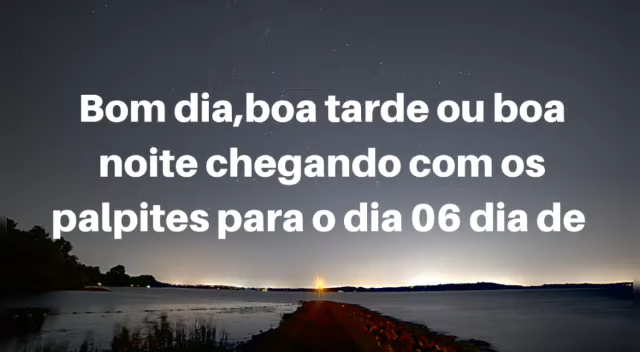 Bom dia,boa tarde ou boa
noite chegando com os
palpites para o dia 06 dia de